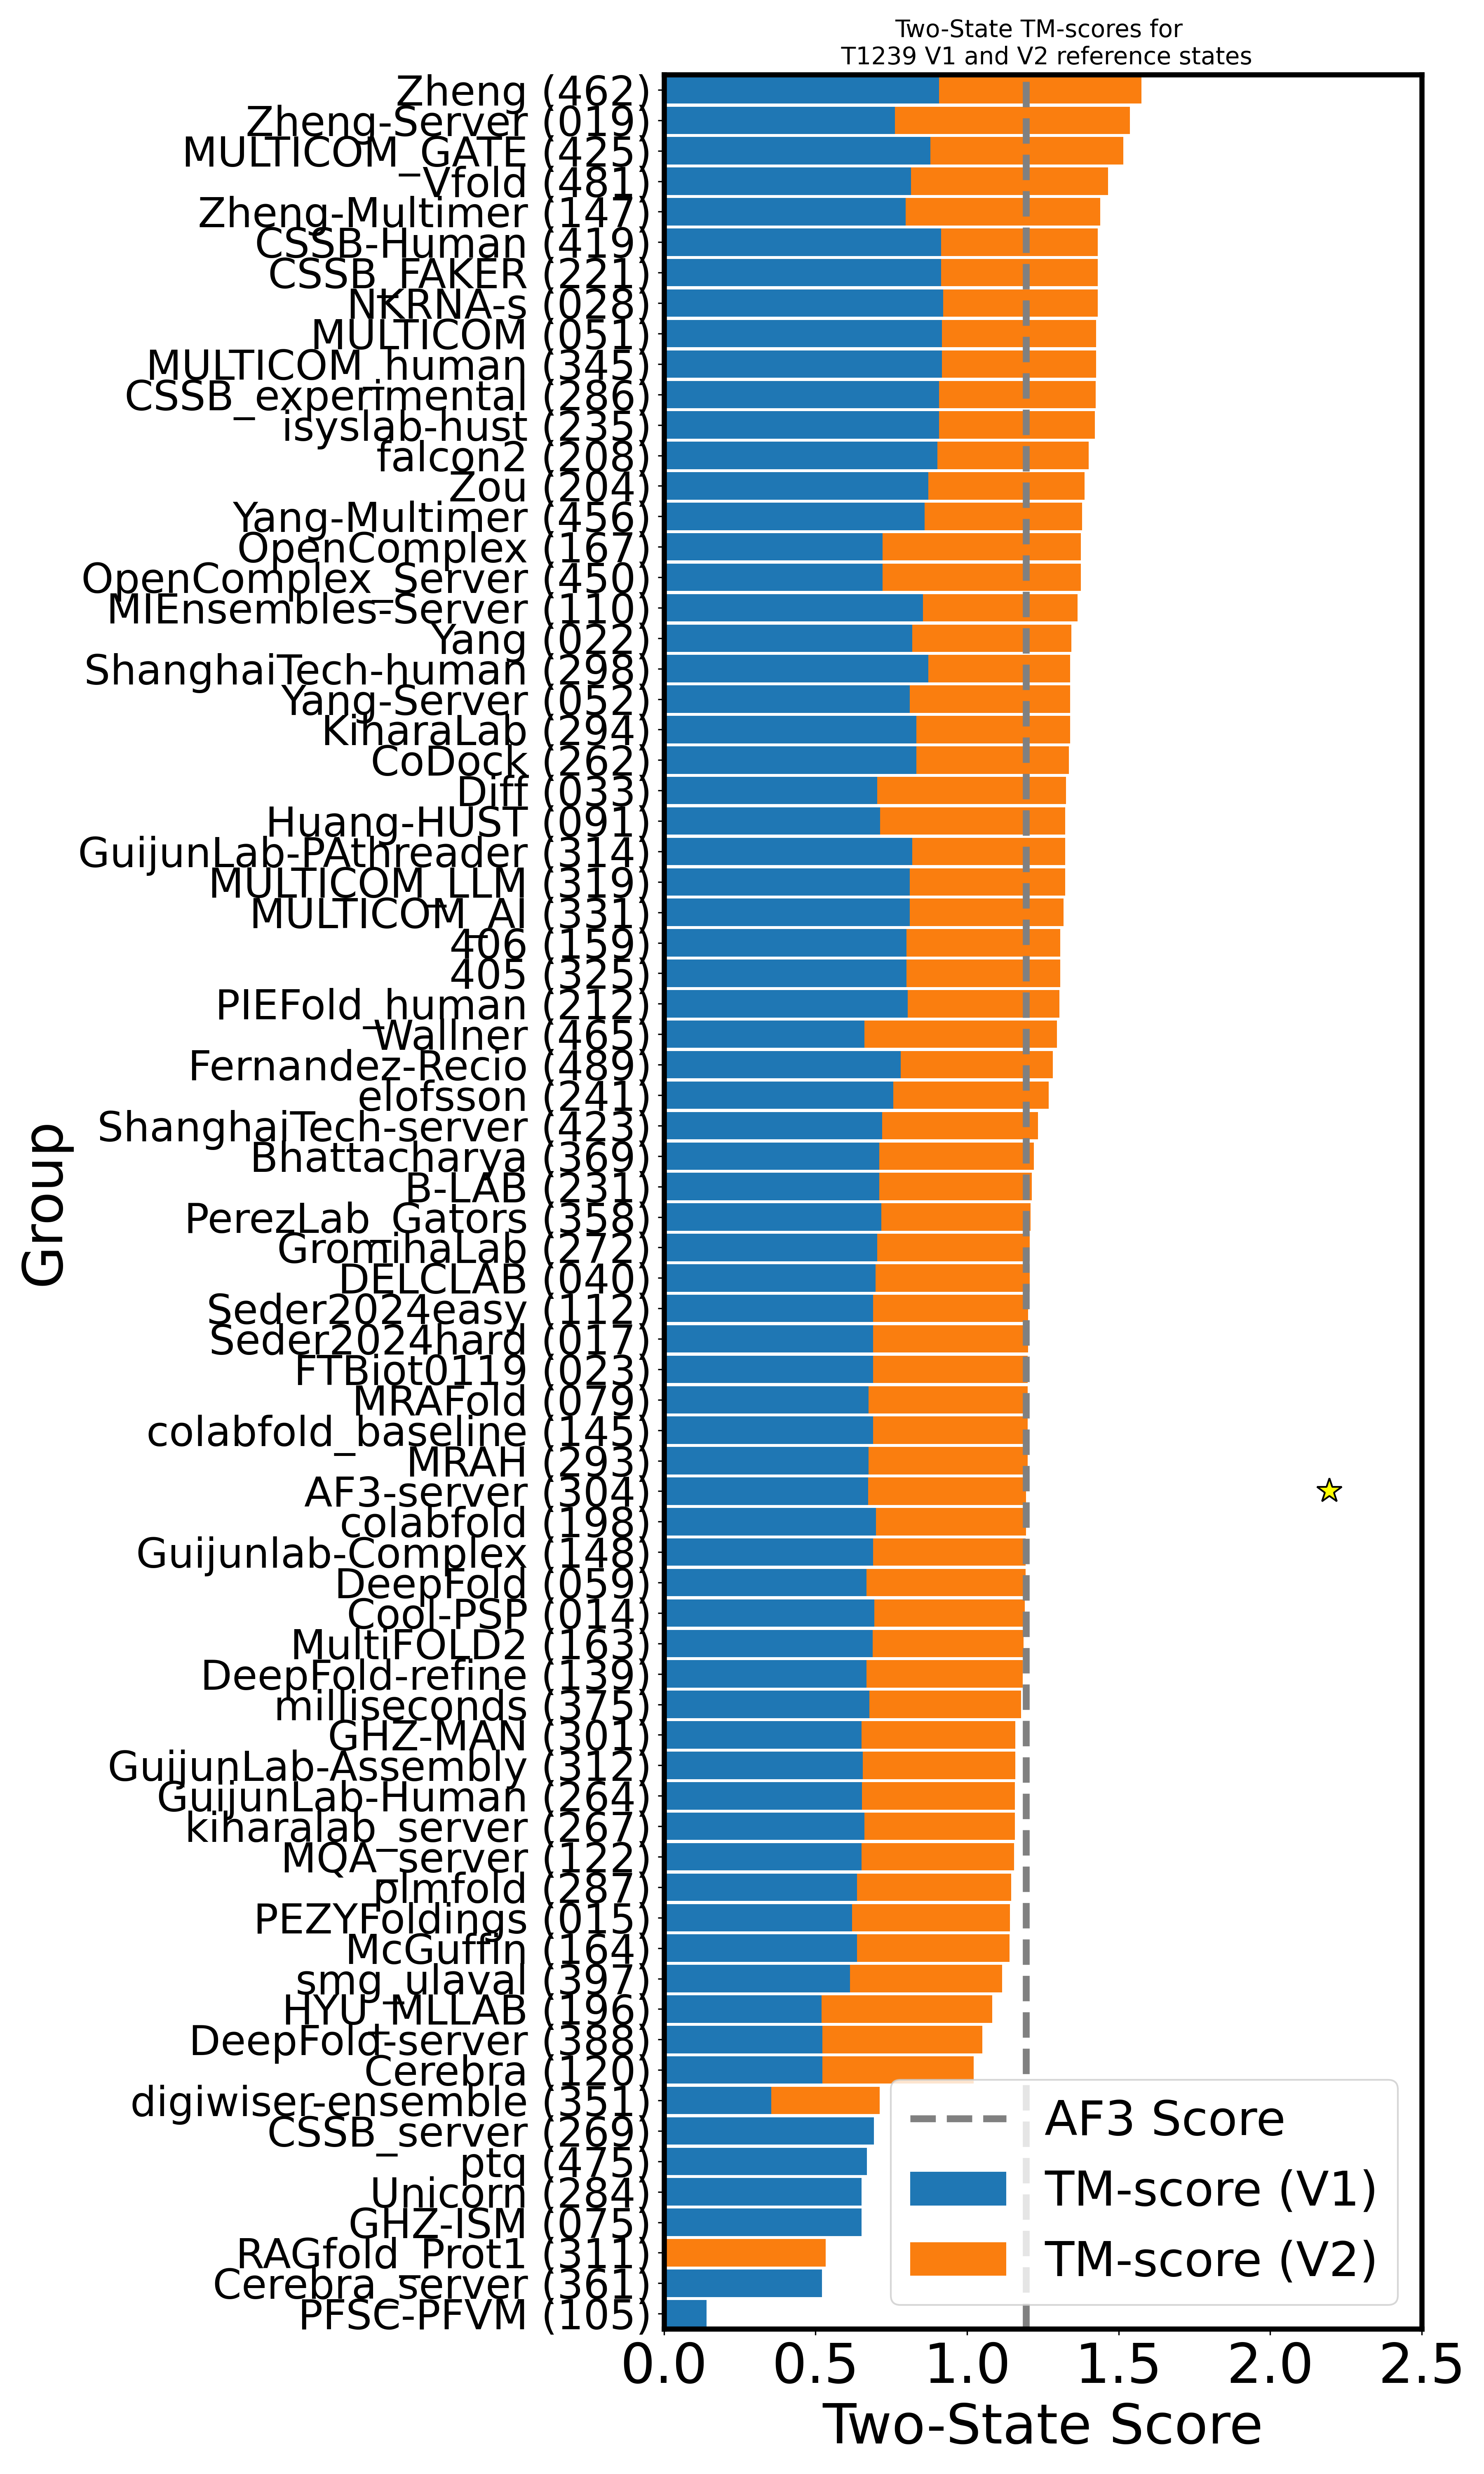 Two-State TM-scores for
T1239 V1 and V2 reference states
Zheng (462)
Zheng-Server (019)
MULTICOM_GATE (425)
Vfold (481)
Zheng-Multimer (147)
CSSB-Human (419)
CSSB_FAKER (221)
NKRNA-s (028)
MULTICOM (051)
MULTICOM_human (345)
CSSB_experimental (286)
isyslab-hust (235)
falcon2 (208)
Zou (204)
Yang-Multimer (456)
OpenComplex (167)
OpenComplex_Server (450)
MIEnsembles-Server (110)
Yang (022)
ShanghaiTech-human (298)
Yang-Server (052)
KiharaLab (294)
CoDock (262)
Diff (033)
Huang-HUST (091)
GuijunLab-PAthreader (314)
MULTICOM_LLM (319)
MULTICOM_AI (331)
406 (159)
405 (325)
PIEFold_human (212)
Wallner (465)
Fernandez-Recio (489)
elofsson (241)
ShanghaiTech-server (423)
Bhattacharya (369)
B-LAB (231)
PerezLab_Gators (358)
GromihaLab (272)
DELCLAB (040)
Seder2024easy (112)
Seder2024hard (017)
FTBiot0119 (023)
MRAFold (079)
colabfold_baseline (145)
MRAH (293)
AF3-server (304)
colabfold (198)
Guijunlab-Complex (148)
DeepFold (059)
Cool-PSP (014)
MultiFOLD2 (163)
DeepFold-refine (139)
milliseconds (375)
GHZ-MAN (301)
GuijunLab-Assembly (312)
GuijunLab-Human (264)
kiharalab_server (267)
MQA_server (122)
plmfold (287)
PEZYFoldings (015)
McGuffin (164)
smg_ulaval (397)
HYU_MLLAB (196)
DeepFold-server (388)
Cerebra (120)
digiwiser-ensemble (351)
CSSB_server (269)
ptq (475)
Unicorn (284)
GHZ-ISM (075)
RAGfold_Prot1 (311)
Cerebra_server (361)
PFSC-PFVM (105)
Group
AF3 Score
TM-score (V1)
TM-score (V2)
0.0 0.5 1.0 1.5 2.0 2.5
Two-State Score